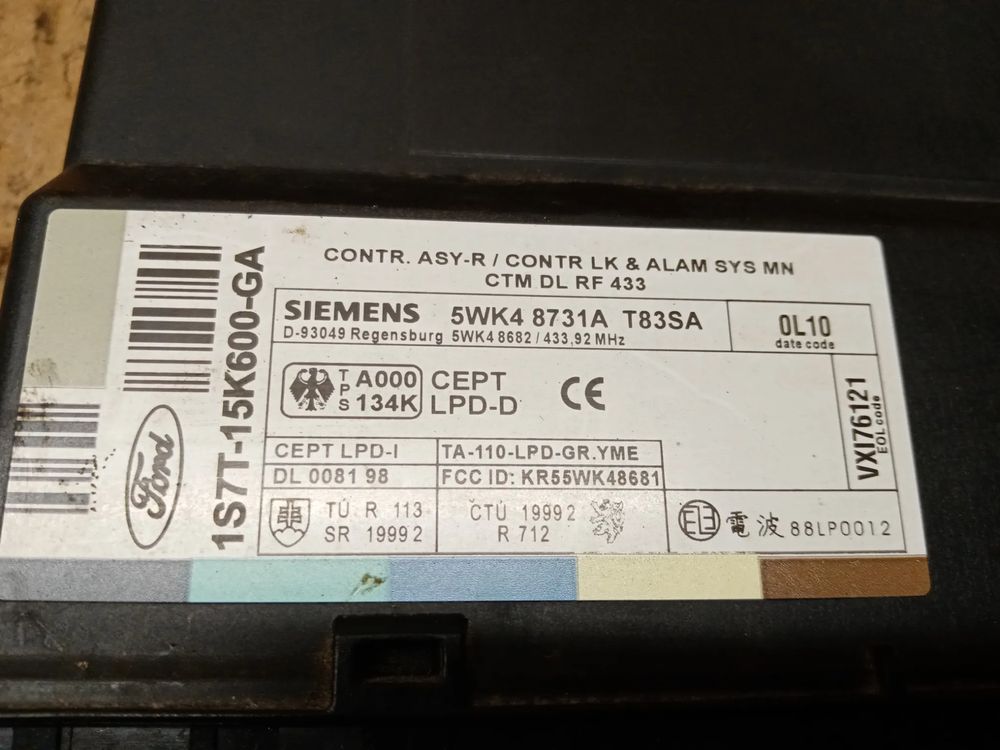 CONTR. ASY-R / CONTR LK & ALAM SYS MN
CTM DL RF 433
1S7T-15K600-GA
Ford
SIEMENS 5WK4 8731A T83SA
D-93049 Regensburg 5WK4 8682 / 433,92 MHz
0L10
date code
TPS A000
134K
CEPT
LPD-D
CE
VXI76121
EOL code
CEPT LPD-I
TA-110-LPD-GR.YME
DL 0081 98
FCC ID: KR55WK48681
TÚ R 113
SR 1999 2
ČTÚ 1999 2
R 712
電波 88LP0012